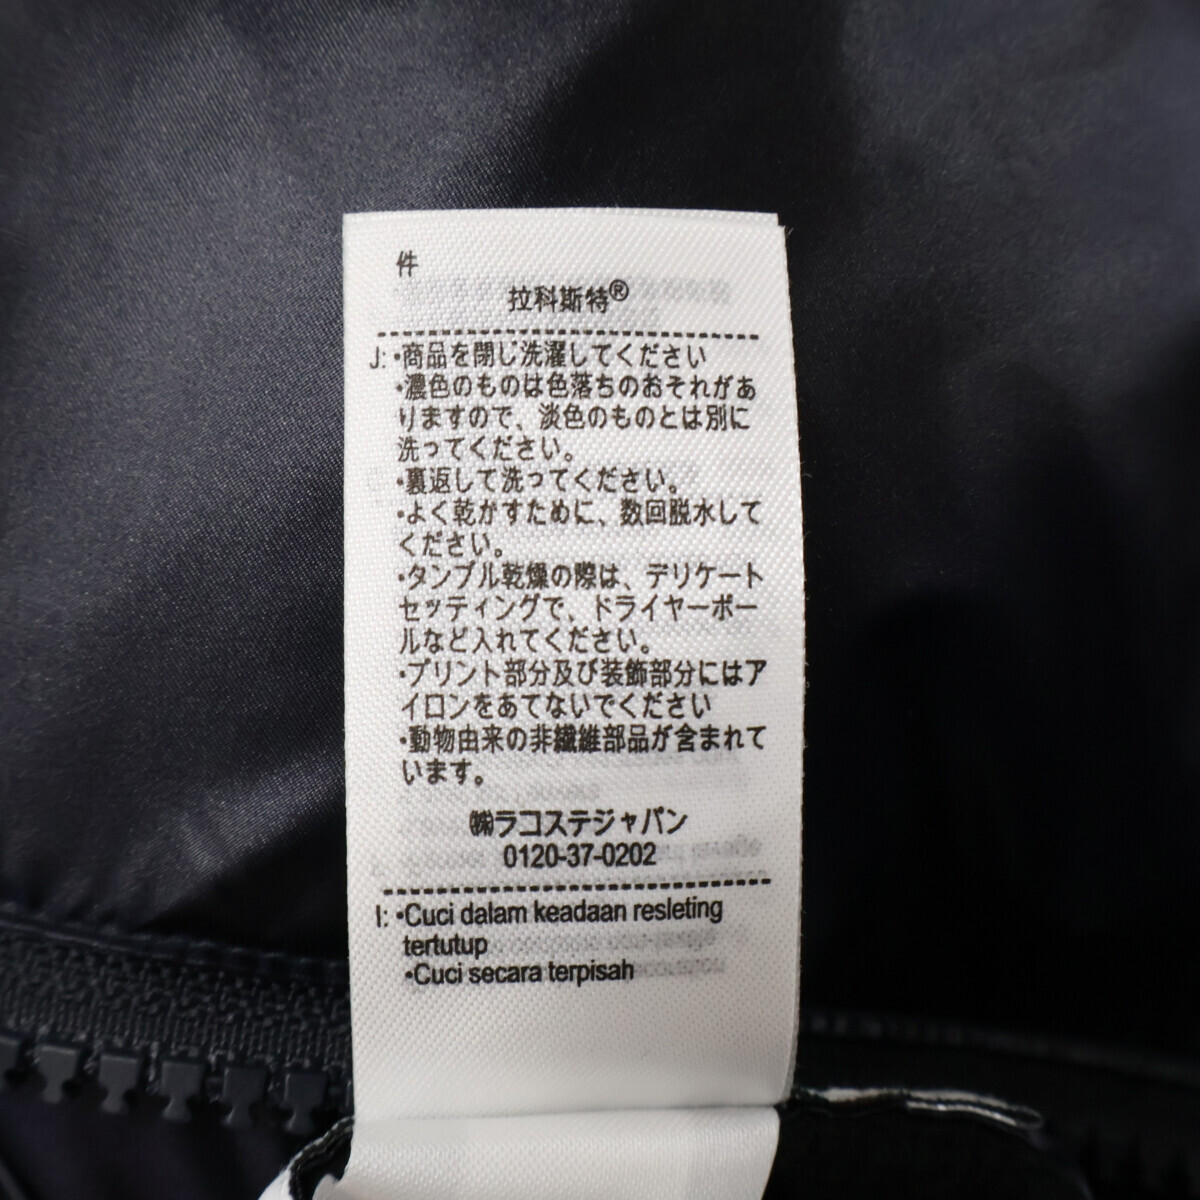 件
拉科斯特®
J: •商品を閉じ洗濯してください
•濃色のものは色落ちのおそれがあ
りますので、淡色のものとは別に
洗ってください。
•裏返して洗ってください。
•よく乾かすために、数回脱水して
ください。
•タンブル乾燥の際は、デリケート
セッティングで、ドライヤーボー
ルなど入れてください。
•プリント部分及び装飾部分にはア
イロンをあてないでください
•動物由来の非繊維部品が含まれて
います。
㈱ラコステジャパン
0120-37-0202
I: •Cuci dalam keadaan resleting
tertutup
•Cuci secara terpisah